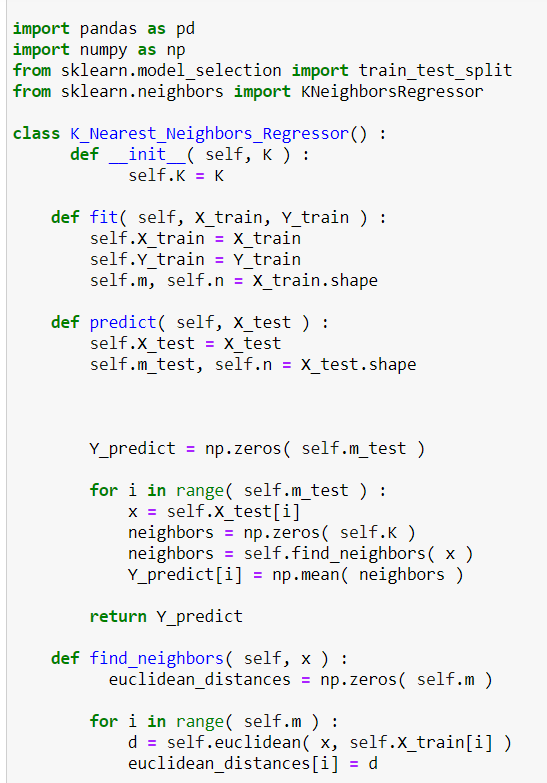 import pandas as pd
import numpy as np
from sklearn.model_selection import train_test_split
from sklearn.neighbors import KNeighborsRegressor
class K_Nearest_Neighbors_Regressor() :
def __init__( self, K ) :
self.K = K
def fit( self, X_train, Y_train ) :
self.X_train = X_train
self.Y_train = Y_train
self.m, self.n = X_train.shape
def predict( self, X_test ) :
self.X_test = X_test
self.m_test, self.n = X_test.shape
Y_predict = np.zeros( self.m_test )
for i in range( self.m_test ) :
x = self.X_test[i]
neighbors = np.zeros( self.K )
neighbors = self.find_neighbors( x )
Y_predict[i] = np.mean( neighbors )
return Y_predict
def find_neighbors( self, x ) :
euclidean_distances = np.zeros( self.m )
for i in range( self.m ) :
d = self.euclidean( x, self.X_train[i] )
euclidean_distances[i] = d